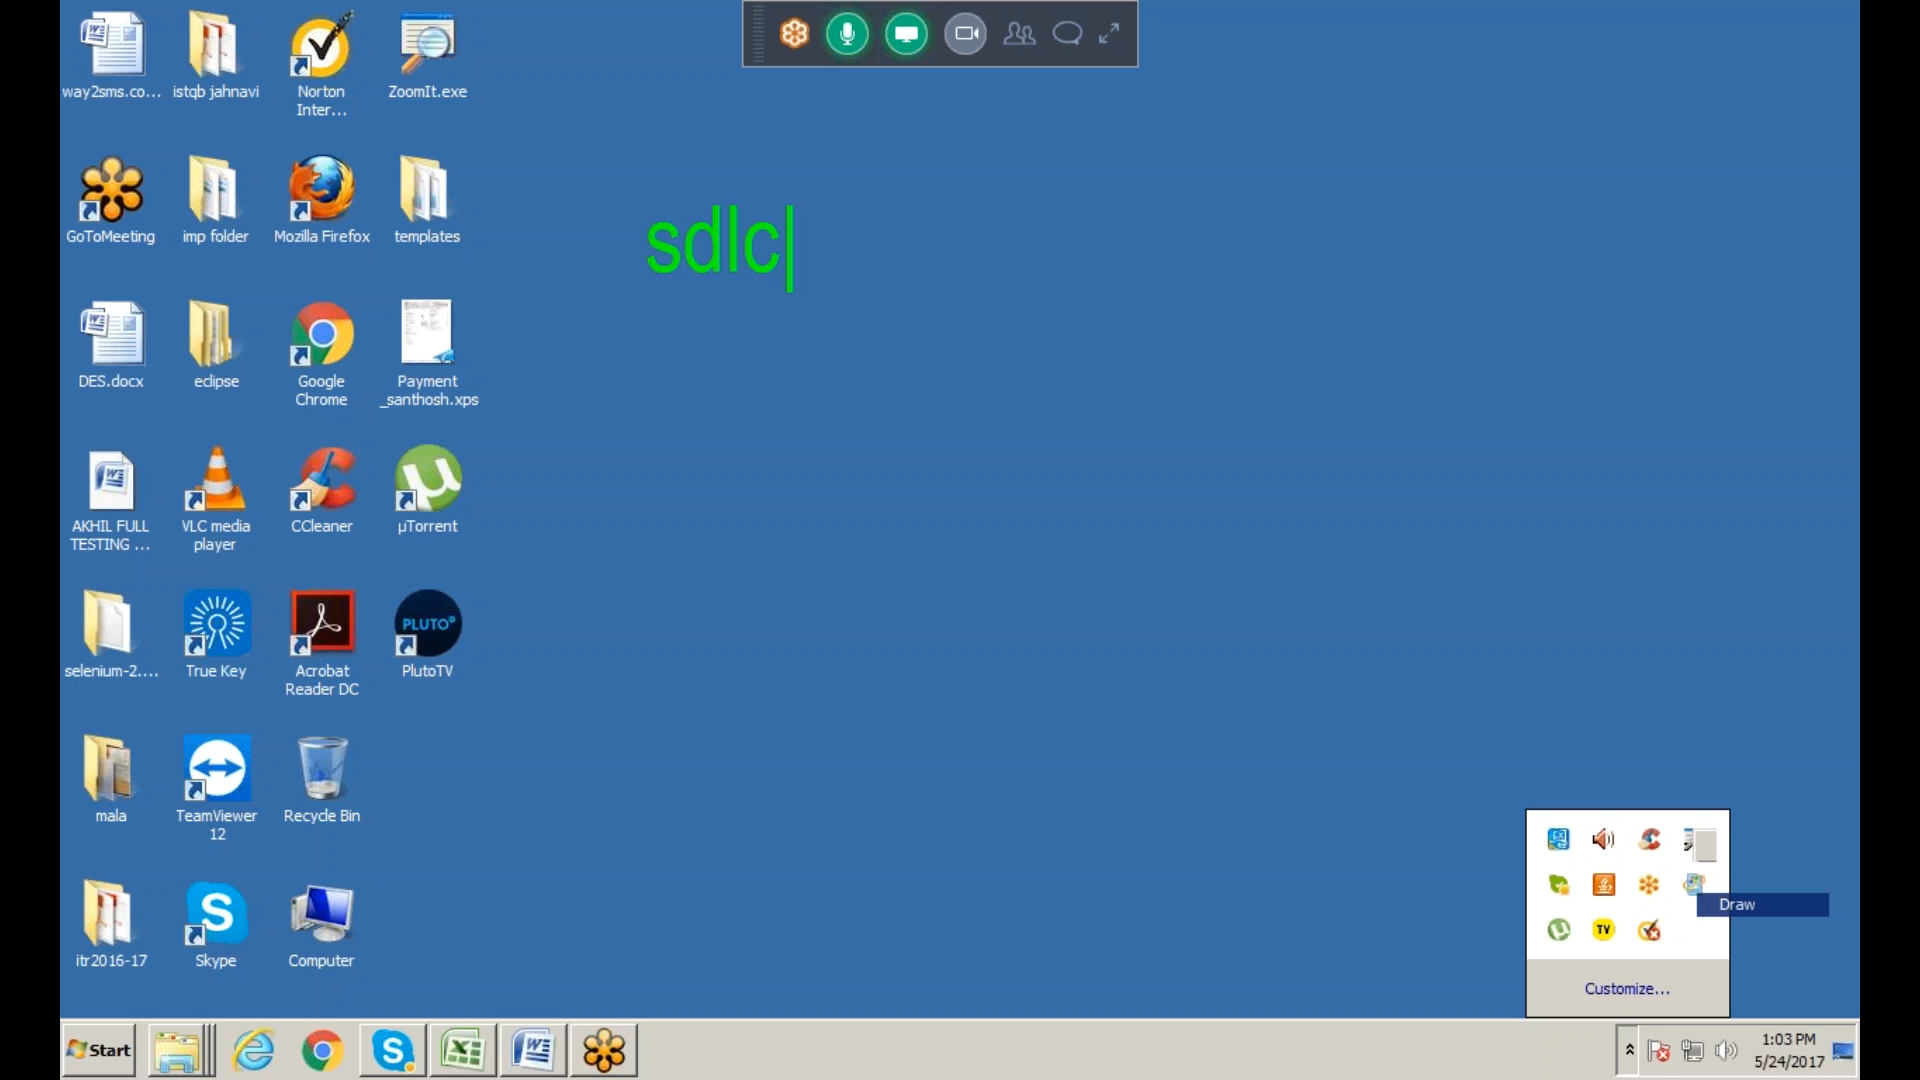 way2sms.co...
istqb jahnavi
Norton
Inter...
ZoomIt.exe
GoToMeeting
imp folder
Mozilla Firefox
templates
sdlc
DES.docx
eclipse
Google
Chrome
Payment
_santhosh.xps
AKHIL FULL
TESTING ...
VLC media
player
CCleaner
µTorrent
PLUTO
selenium-2....
True Key
Acrobat
Reader DC
PlutoTV
mala
TeamViewer
12
Recycle Bin
itr2016-17
Skype
Computer
Draw
TV
Customize...
Start
1:03 PM
5/24/2017